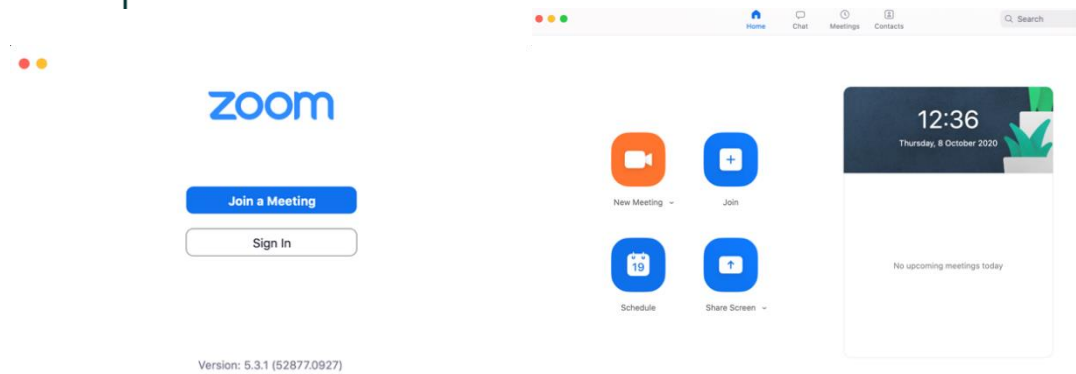 zoom
Join a Meeting
Sign In
Version: 5.3.1 (52877.0927)
Home Chat Meetings Contacts Search
12:36
Thursday, 8 October 2020
New Meeting Join
19
Schedule Share Screen
No upcoming meetings today